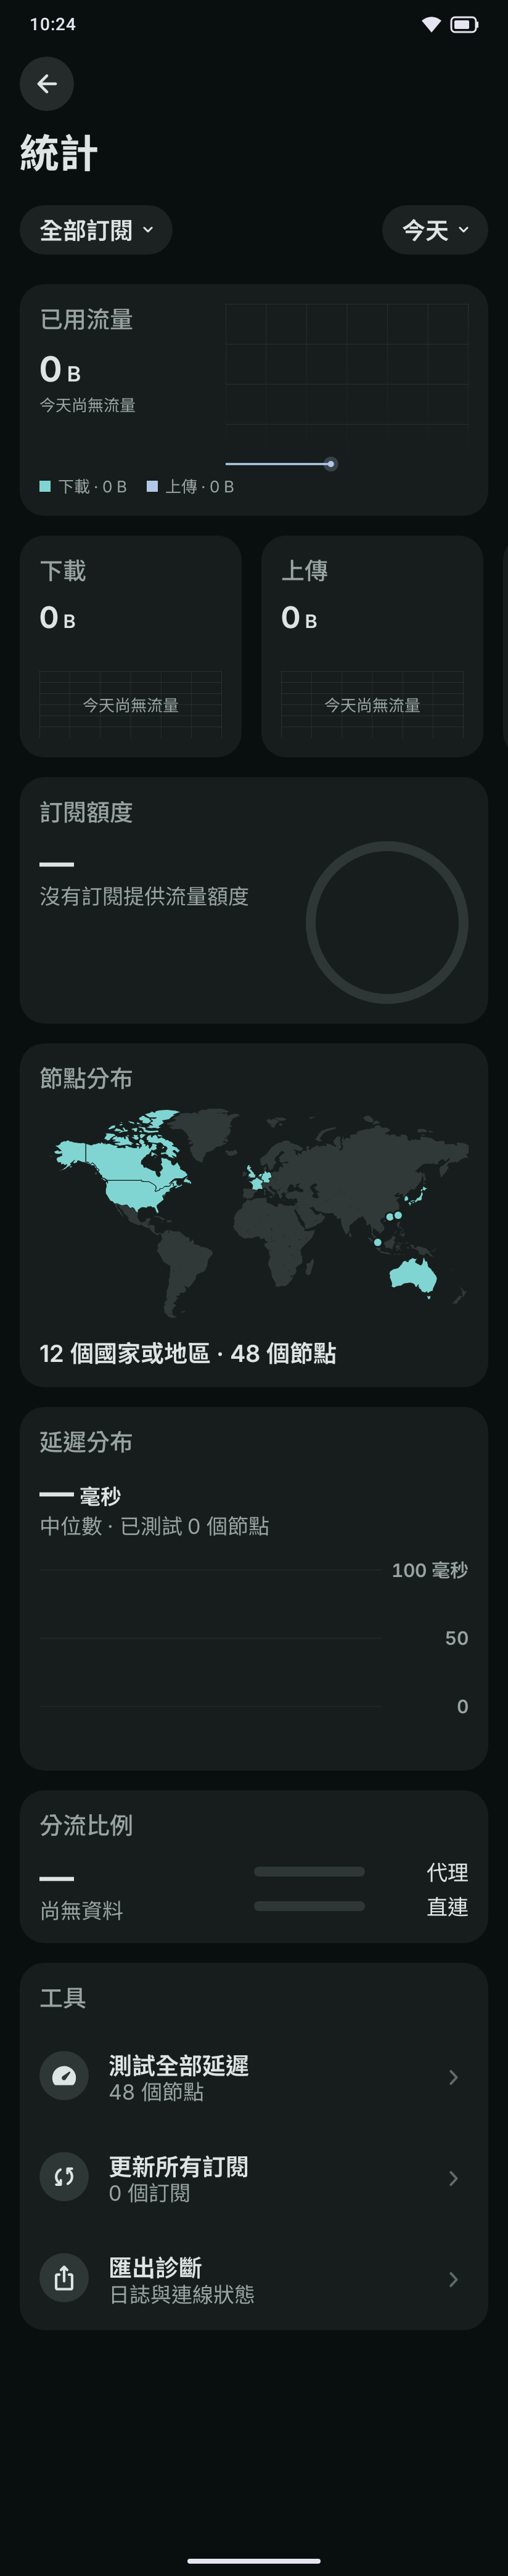 10:24
統計
全部訂閱
今天
已用流量
0 B
今天尚無流量
下載 · 0 B
上傳 · 0 B
下載
0 B
今天尚無流量
上傳
0 B
今天尚無流量
訂閱額度
—
沒有訂閱提供流量額度
節點分布
12 個國家或地區 · 48 個節點
延遲分布
— 毫秒
中位數 · 已測試 0 個節點
100 毫秒
50
0
分流比例
—
尚無資料
代理
直連
工具
測試全部延遲
48 個節點
更新所有訂閱
0 個訂閱
匯出診斷
日誌與連線狀態